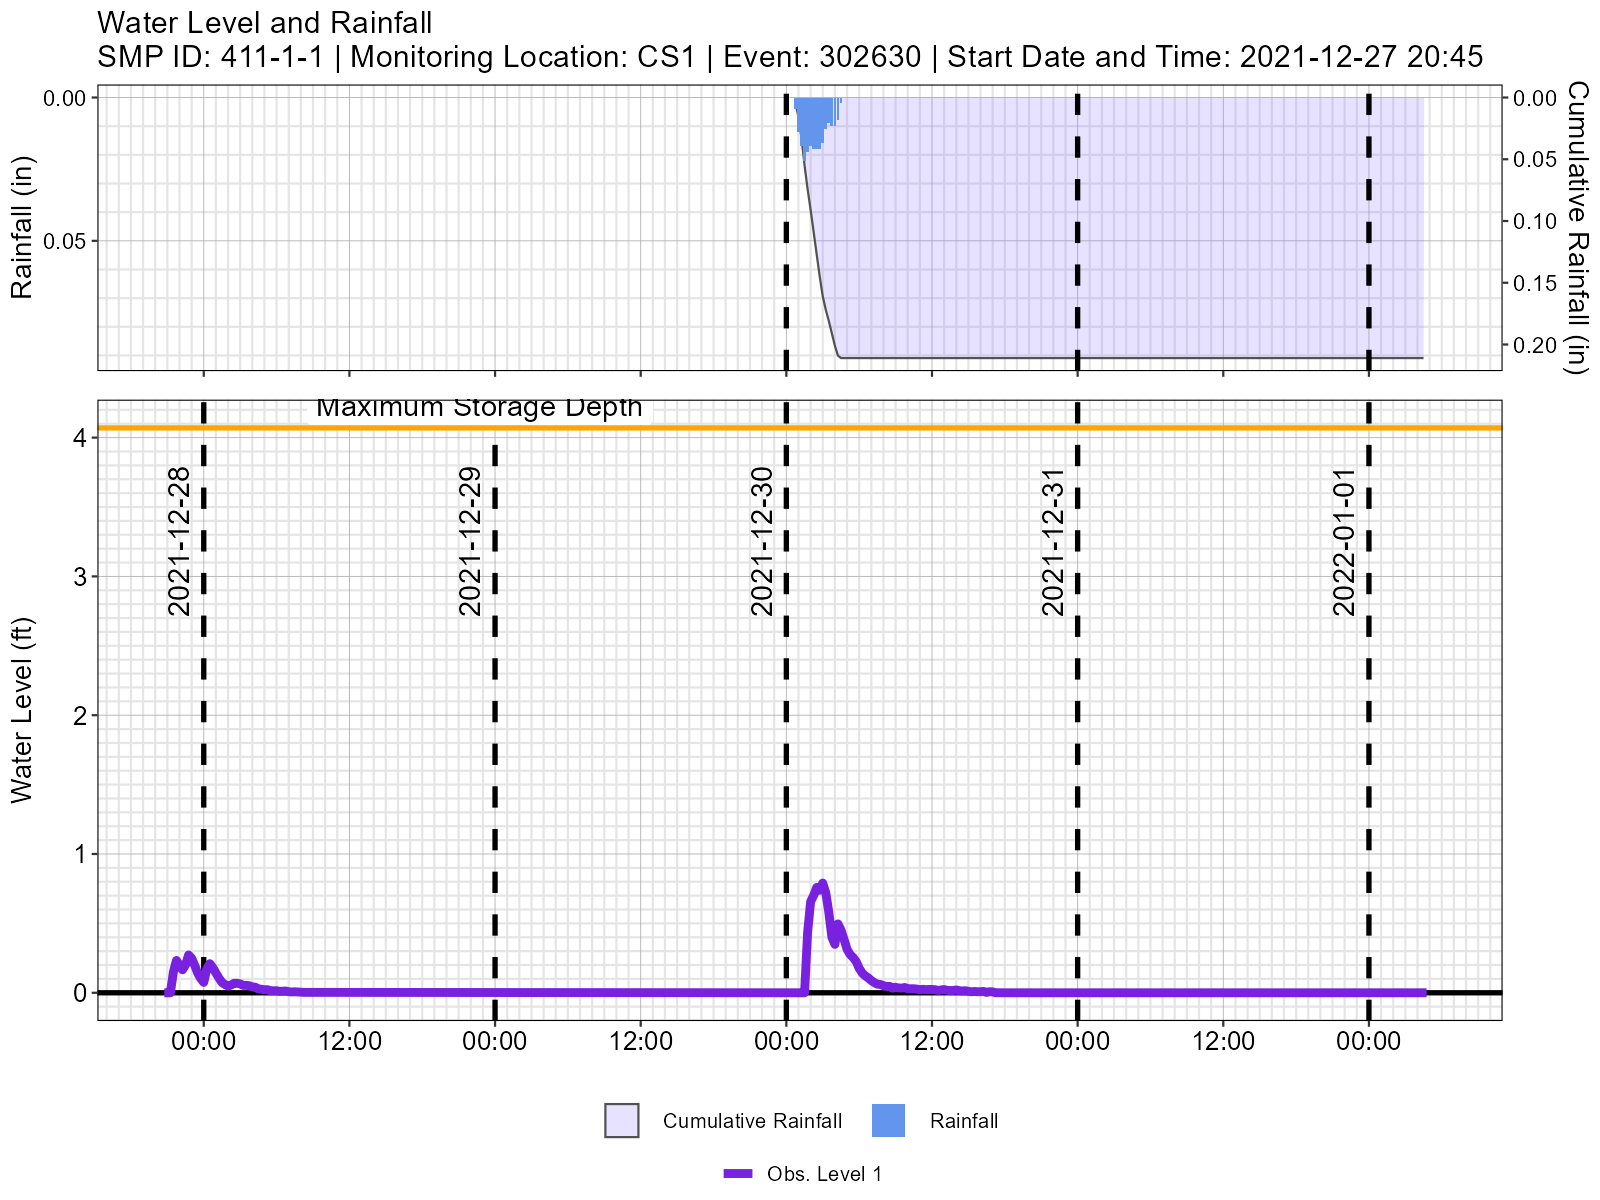 Water Level and Rainfall
SMP ID: 411-1-1 | Monitoring Location: CS1 | Event: 302630 | Start Date and Time: 2021-12-27 20:45
Rainfall (in)
0.00
0.05
0.00
0.05
0.10
0.15
0.20
Cumulative Rainfall (in)
Maximum Storage Depth
Water Level (ft)
4
3
2
1
0
2021-12-28
2021-12-29
2021-12-30
2021-12-31
2022-01-01
00:00
12:00
00:00
12:00
00:00
12:00
00:00
12:00
00:00
Cumulative Rainfall
Rainfall
Obs. Level 1